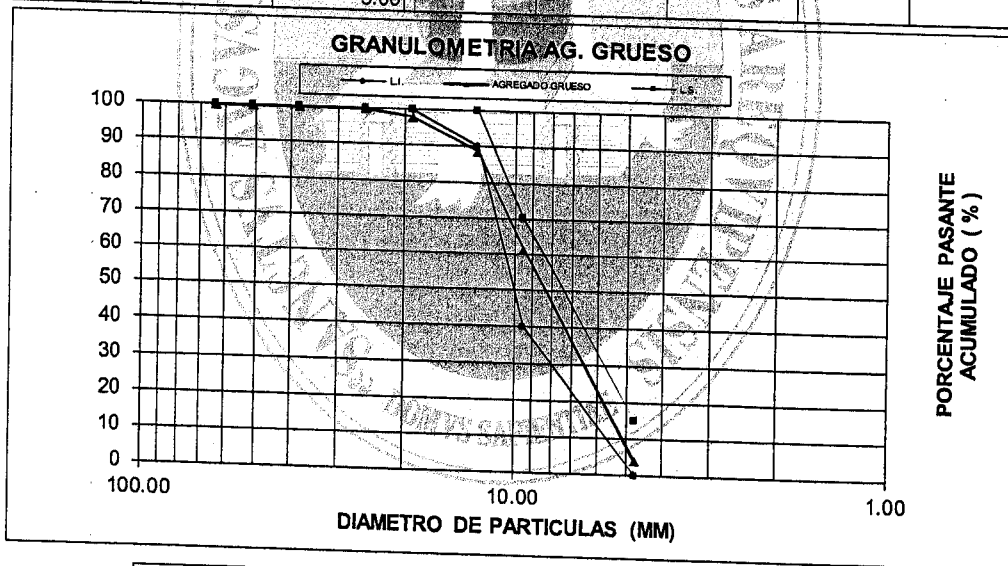 GRANULOMETRIA AG. GRUESO
L.I. AGREGADO GRUESO L.S.
100
90
80
70
60
50
40
30
20
10
0
100.00 10.00 1.00
DIAMETRO DE PARTICULAS (MM)
PORCENTAJE PASANTE
ACUMULADO (%)